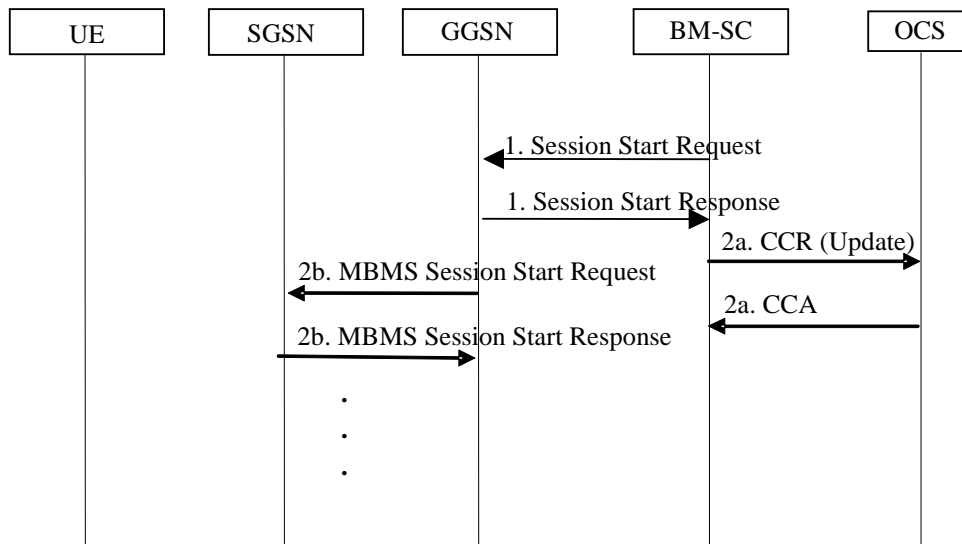 UE
SGSN
GGSN
BM-SC
OCS
1. Session Start Request
1. Session Start Response
2a. CCR (Update)
2b. MBMS Session Start Request
2a. CCA
2b. MBMS Session Start Response
.
.
.